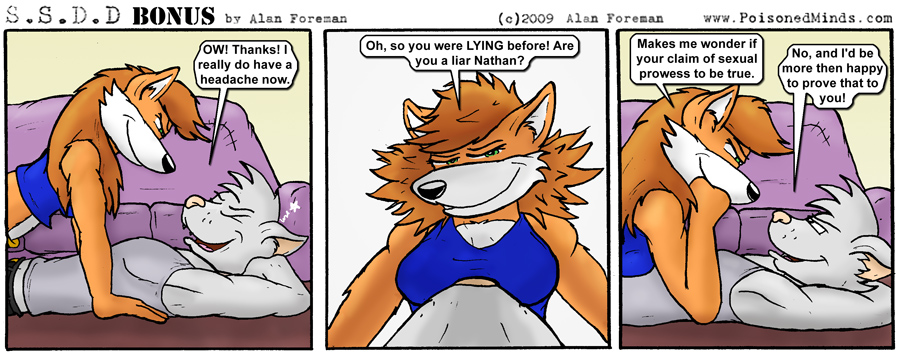 S.S.D.D BONUS by Alan Foreman (c)2009 Alan Foreman www.PoisonedMinds.com
OW! Thanks! I
really do have a
headache now.
Oh, so you were LYING before! Are
you a liar Nathan?
Makes me wonder if
your claim of sexual
prowess to be true.
No, and I'd be
more then happy
to prove that to
you!